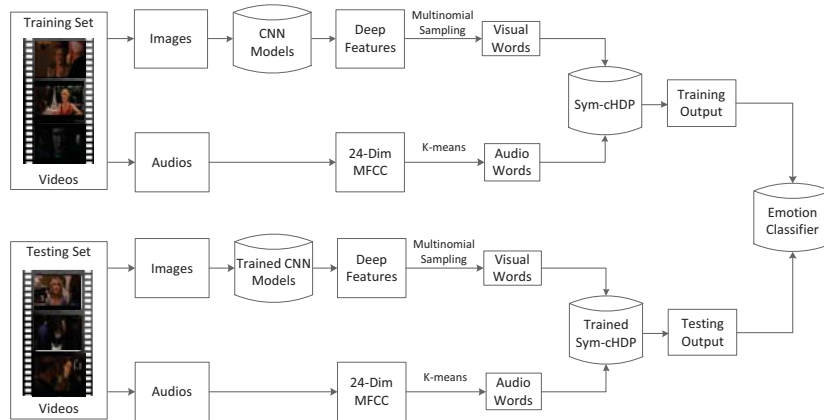 Training Set
Videos
Images
CNN
Models
Deep
Features
Multinomial
Sampling
Visual
Words
Audios
24-Dim
MFCC
K-means
Audio
Words
Sym-cHDP
Training
Output
Emotion
Classifier
Testing Set
Videos
Images
Trained CNN
Models
Deep
Features
Multinomial
Sampling
Visual
Words
Audios
24-Dim
MFCC
K-means
Audio
Words
Trained
Sym-cHDP
Testing
Output